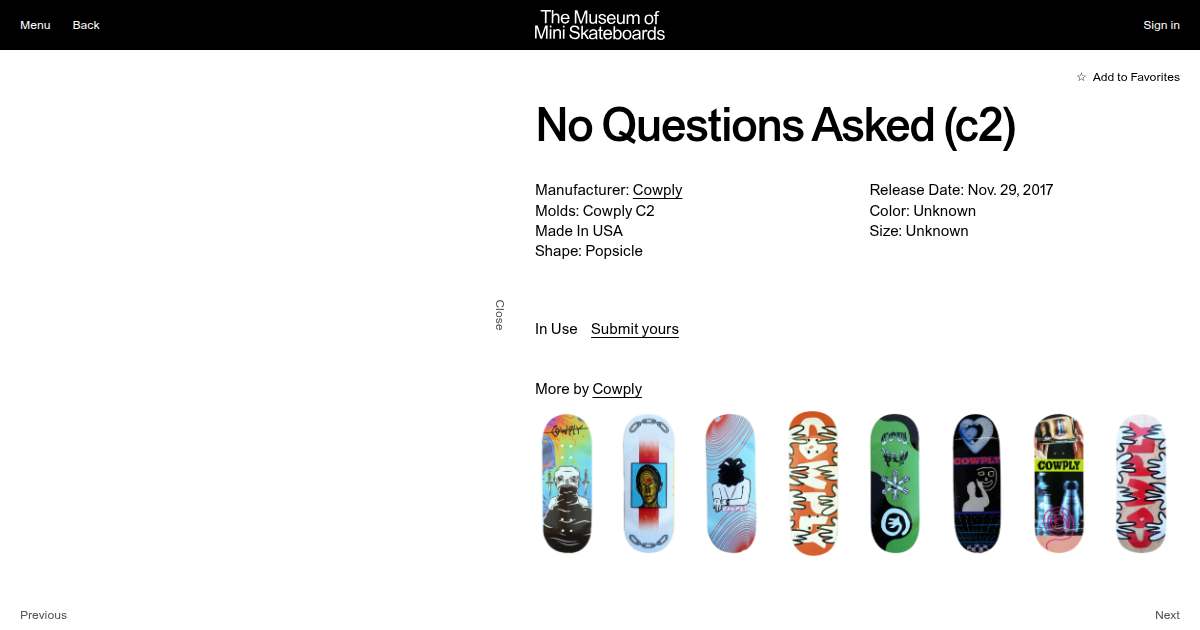 Menu
Back
The Museum of
Mini Skateboards
Sign in
☆ Add to Favorites
No Questions Asked (c2)
Manufacturer: Cowply
Molds: Cowply C2
Made In USA
Shape: Popsicle
Release Date: Nov. 29, 2017
Color: Unknown
Size: Unknown
Close
In Use
Submit yours
More by Cowply
COWPLY
COWPLY
COWPLY
Previous
Next